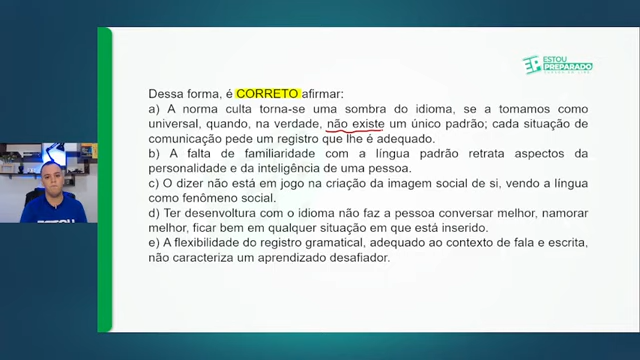 ESTOU
PREPARADO
Dessa forma, é CORRETO afirmar:
a) A norma culta torna-se uma sombra do idioma, se a tomamos como
universal, quando, na verdade, não existe um único padrão; cada situação de
comunicação pede um registro que lhe é adequado.
b) A falta de familiaridade com a língua padrão retrata aspectos da
personalidade e da inteligência de uma pessoa.
c) O dizer não está em jogo na criação da imagem social de si, vendo a língua
como fenômeno social.
d) Ter desenvoltura com o idioma não faz a pessoa conversar melhor, namorar
melhor, ficar bem em qualquer situação em que está inserido.
e) A flexibilidade do registro gramatical, adequado ao contexto de fala e escrita,
não caracteriza um aprendizado desafiador.
ESTOU